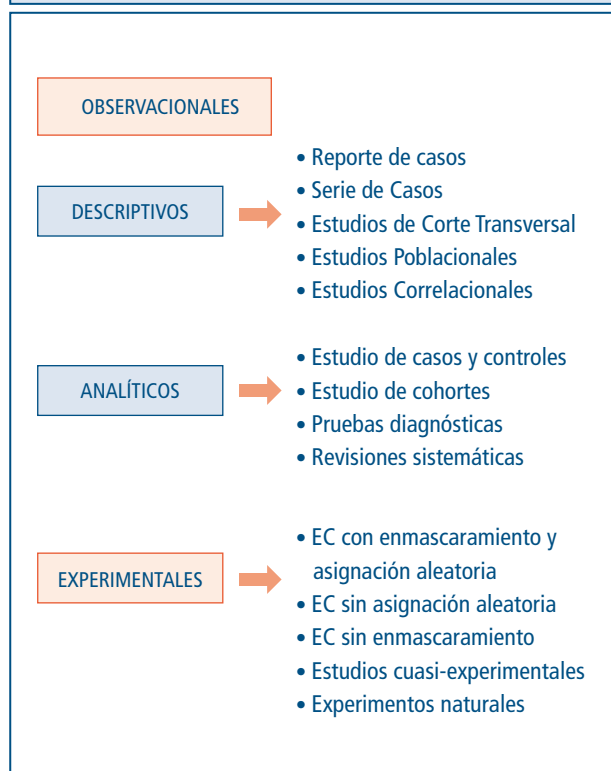 OBSERVACIONALES
DESCRIPTIVOS
• Reporte de casos
• Serie de Casos
• Estudios de Corte Transversal
• Estudios Poblacionales
• Estudios Correlacionales
ANALÍTICOS
• Estudio de casos y controles
• Estudio de cohortes
• Pruebas diagnósticas
• Revisiones sistemáticas
EXPERIMENTALES
• EC con enmascaramiento y
asignación aleatoria
• EC sin asignación aleatoria
• EC sin enmascaramiento
• Estudios cuasi-experimentales
• Experimentos naturales